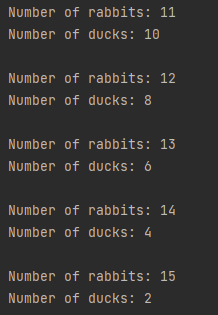 Number of rabbits: 11
Number of ducks: 10
Number of rabbits: 12
Number of ducks: 8
Number of rabbits: 13
Number of ducks: 6
Number of rabbits: 14
Number of ducks: 4
Number of rabbits: 15
Number of ducks: 2